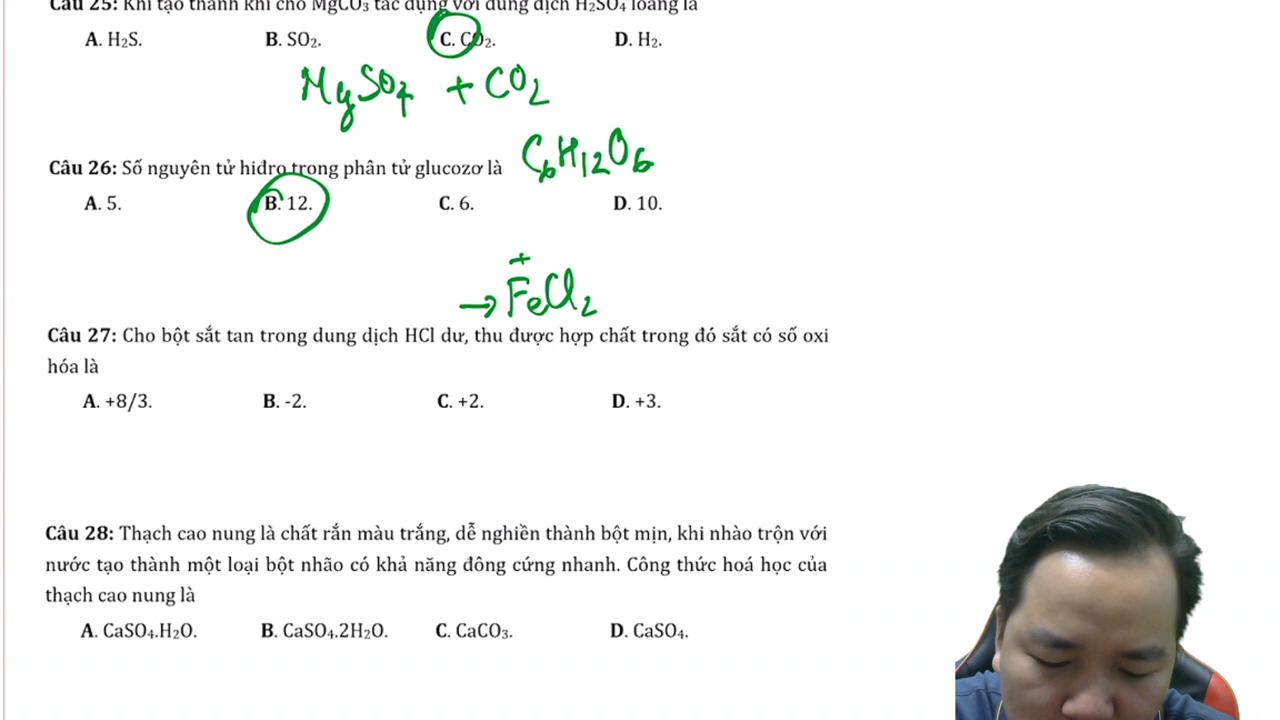 Câu 25: Khí tạo thành khi cho MgCO₃ tác dụng với dung dịch H₂SO₄ loãng là
A. H₂S. B. SO₂. C. CO₂. D. H₂.
MgSO₄ + CO₂
C₆H₁₂O₆
Câu 26: Số nguyên tử hiđro trong phân tử glucozơ là
A. 5. B. 12. C. 6. D. 10.
+
→ FeCl₂
Câu 27: Cho bột sắt tan trong dung dịch HCl dư, thu được hợp chất trong đó sắt có số oxi
hóa là
A. +8/3. B. -2. C. +2. D. +3.
Câu 28: Thạch cao nung là chất rắn màu trắng, dễ nghiền thành bột mịn, khi nhào trộn với
nước tạo thành một loại bột nhão có khả năng đông cứng nhanh. Công thức hoá học của
thạch cao nung là
A. CaSO₄.H₂O. B. CaSO₄.2H₂O. C. CaCO₃. D. CaSO₄.